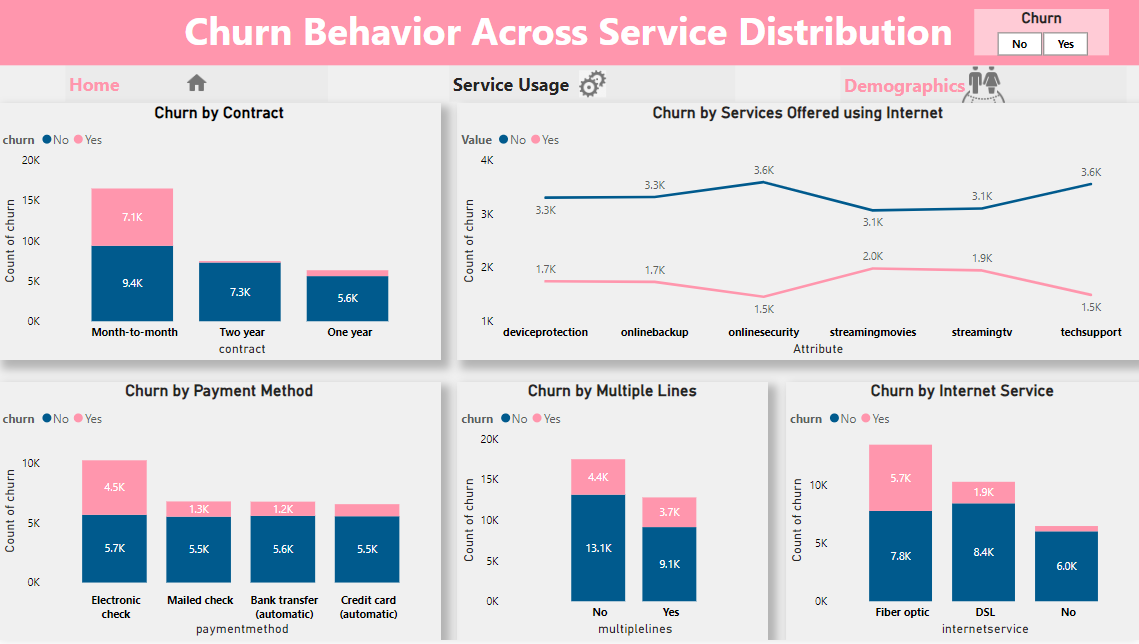 Churn Behavior Across Service Distribution
Churn
No Yes
Home
Service Usage
Demographics
Churn by Contract
churn No Yes
Count of churn
20K
15K
10K
5K
0K
7.1K
9.4K
7.3K
5.6K
Month-to-month Two year One year
contract
Churn by Services Offered using Internet
Value No Yes
Count of churn
4K
3K
2K
1K
3.3K 3.3K 3.6K 3.1K 3.1K 3.6K
1.7K 1.7K 1.5K 2.0K 1.9K 1.5K
deviceprotection onlinebackup onlinesecurity streamingmovies streamingtv techsupport
Attribute
Churn by Payment Method
churn No Yes
Count of churn
10K
5K
0K
4.5K 1.3K 1.2K
5.7K 5.5K 5.6K 5.5K
Electronic check
Mailed check
Bank transfer (automatic)
Credit card (automatic)
paymentmethod
Churn by Multiple Lines
churn No Yes
Count of churn
20K
15K
10K
5K
0K
4.4K 3.7K
13.1K 9.1K
No Yes
multiplelines
Churn by Internet Service
churn No Yes
Count of churn
10K
5K
0K
5.7K 1.9K
7.8K 8.4K 6.0K
Fiber optic DSL No
internetservice